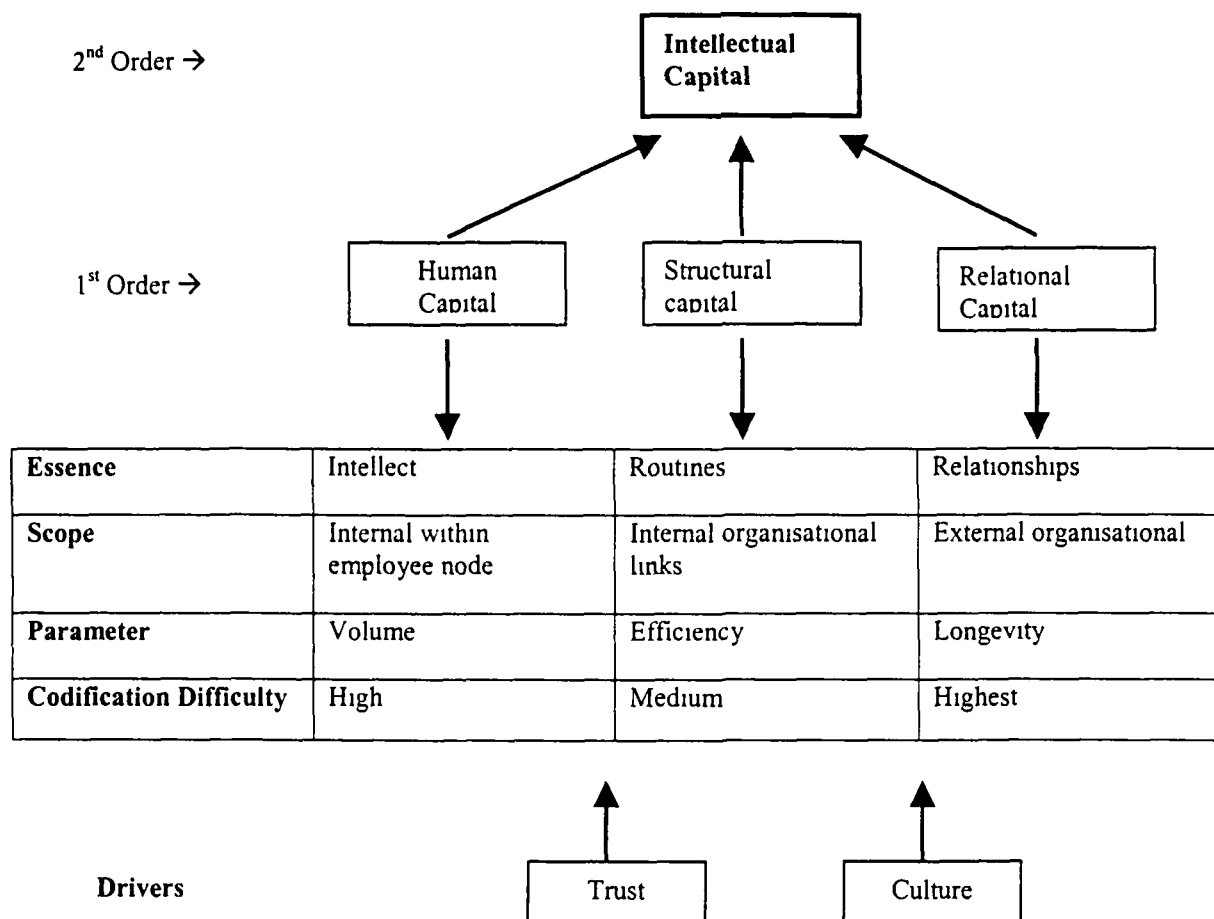 2nd Order →
Intellectual
Capital
1st Order →
Human
Capital
Structural
capital
Relational
Capital
Essence Intellect Routines Relationships
Scope Internal within employee node Internal organisational links External organisational
Parameter Volume Efficiency Longevity
Codification Difficulty High Medium Highest
Drivers Trust Culture